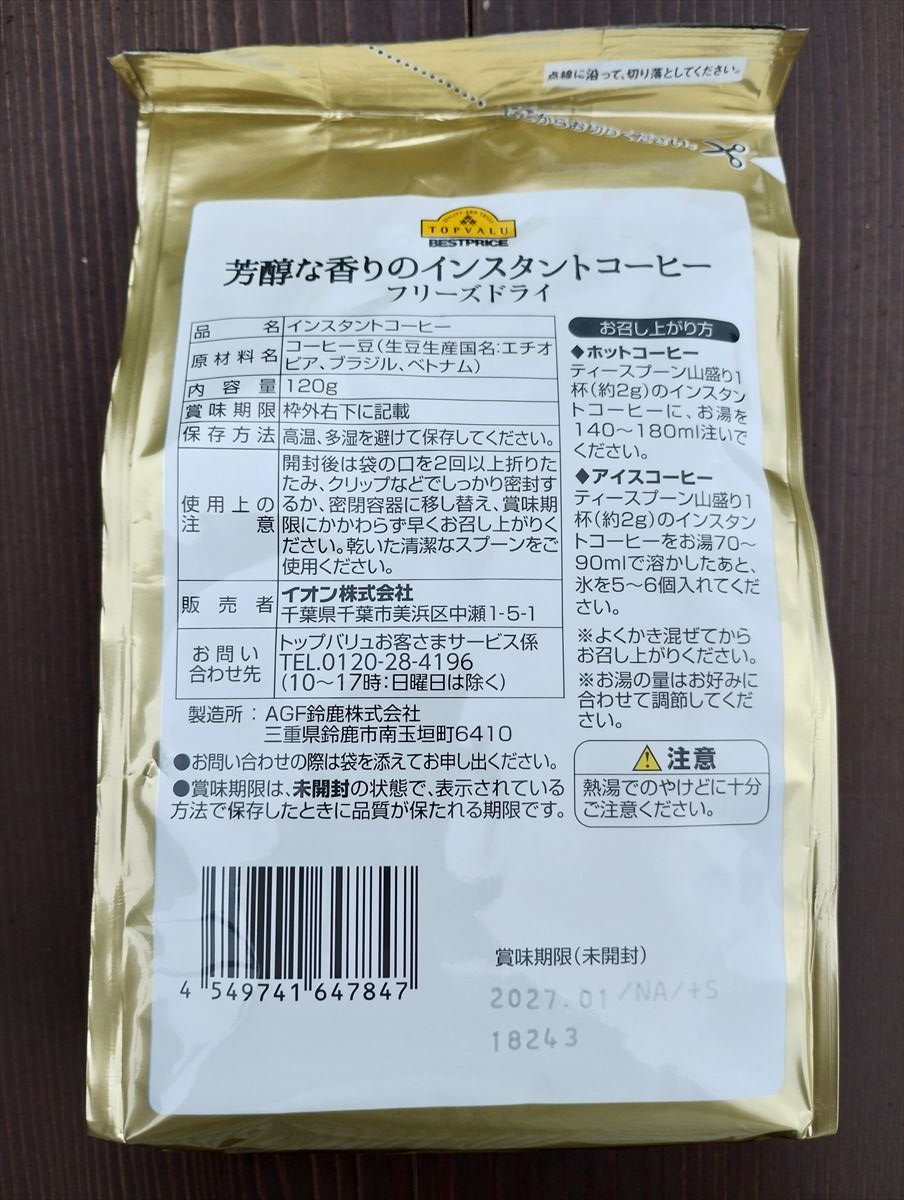 点線に沿って、切り落としてください。
ここからお切りください。
QUALITY AND TRUST
TOPVALU
BESTPRICE
芳醇な香りのインスタントコーヒー
フリーズドライ
品名 インスタントコーヒー
原材料名 コーヒー豆(生豆生産国名:エチオ
ピア、ブラジル、ベトナム)
内容量 120g
賞味期限 枠外右下に記載
保存方法 高温、多湿を避けて保存してください。
使用上の
注意
開封後は袋の口を2回以上折りた
たみ、クリップなどでしっかり密封す
るか、密閉容器に移し替え、賞味期
限にかかわらず早くお召し上がりく
ださい。乾いた清潔なスプーンをご
使用ください。
販売者 イオン株式会社
千葉県千葉市美浜区中瀬1-5-1
お問い
合わせ先
トップバリュお客さまサービス係
TEL.0120-28-4196
(10〜17時:日曜日は除く)
製造所:AGF鈴鹿株式会社
三重県鈴鹿市南玉垣町6410
●お問い合わせの際は袋を添えてお申し出ください。
●賞味期限は、未開封の状態で、表示されている
方法で保存したときに品質が保たれる期限です。
お召し上がり方
◆ホットコーヒー
ティースプーン山盛り1
杯(約2g)のインスタン
トコーヒーに、お湯を
140〜180ml注いで
ください。
◆アイスコーヒー
ティースプーン山盛り1
杯(約2g)のインスタン
トコーヒーをお湯70〜
90mlで溶かしたあと、
氷を5〜6個入れてくだ
さい。
※よくかき混ぜてから
お召し上がりください。
※お湯の量はお好みに
合わせて調節してくだ
さい。
注意
熱湯でのやけどに十分
ご注意ください。
4 549741 647847
賞味期限(未開封)
2027.01/NA/+S
18243